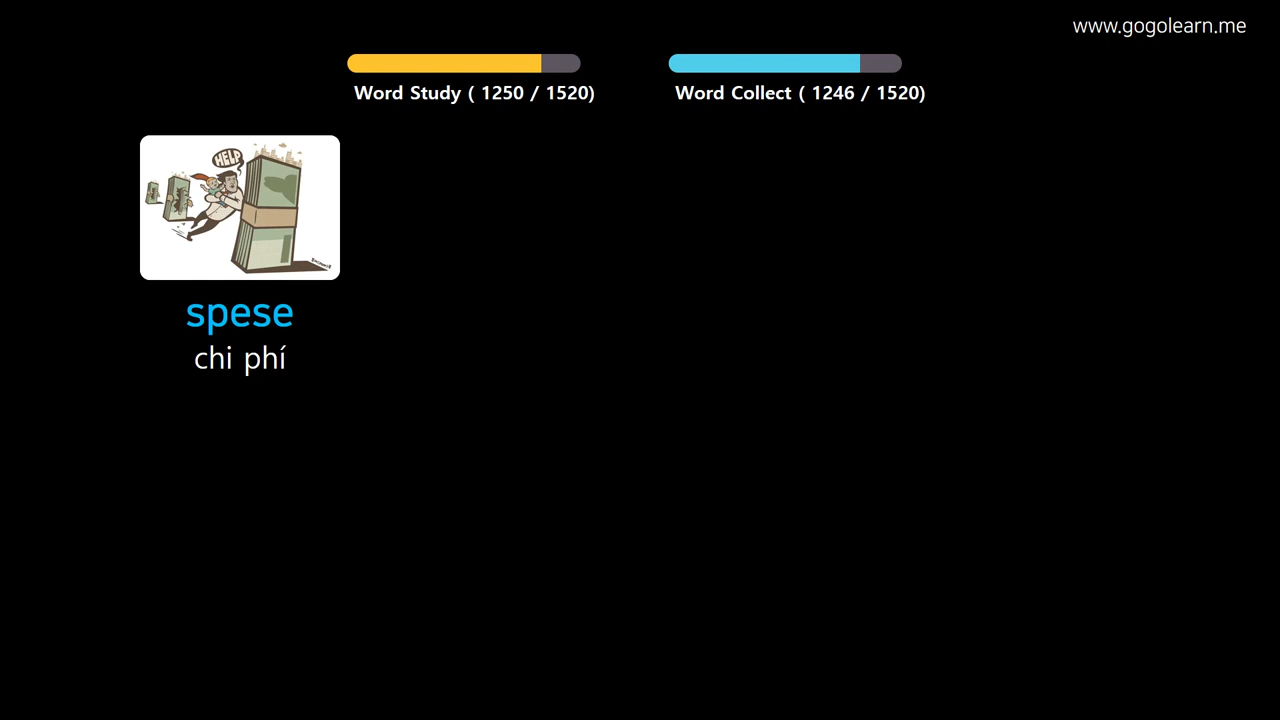 www.gogolearn.me
Word Study ( 1250 / 1520)
Word Collect ( 1246 / 1520)
HELP
spese
chi phí